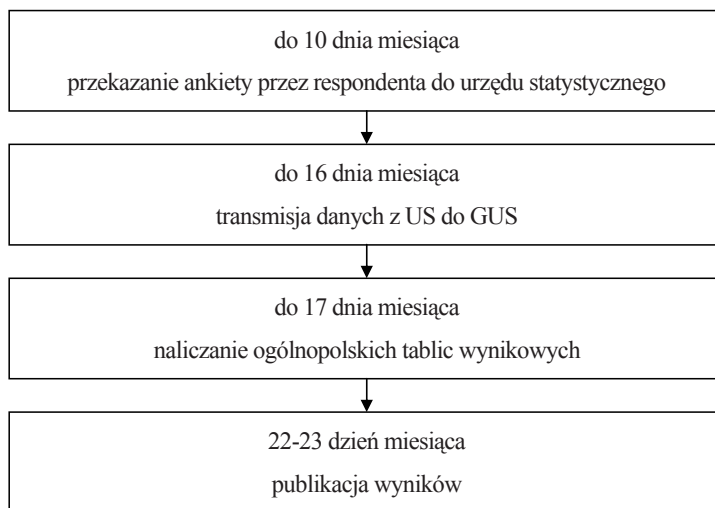 do 10 dnia miesiąca
przekazanie ankiety przez respondenta do urzędu statystycznego
do 16 dnia miesiąca
transmisja danych z US do GUS
do 17 dnia miesiąca
naliczanie ogólnopolskich tablic wynikowych
22-23 dzień miesiąca
publikacja wyników